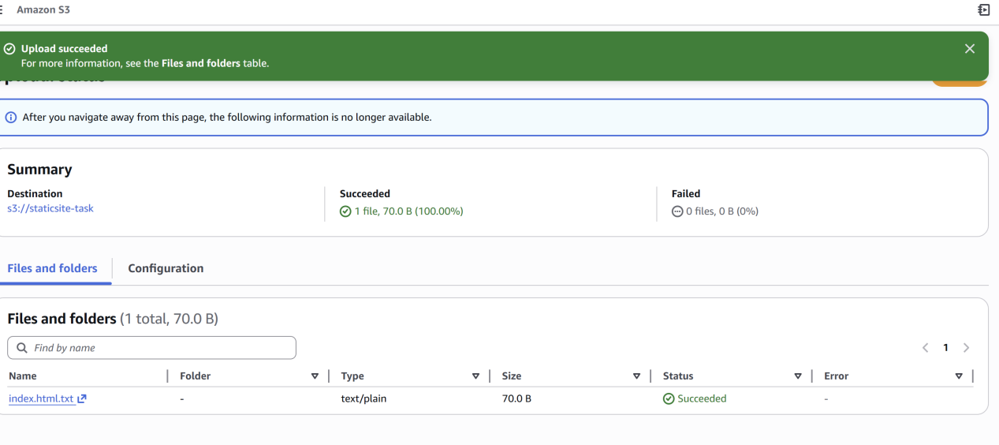 Amazon S3
Upload succeeded
For more information, see the Files and folders table.
After you navigate away from this page, the following information is no longer available.
Summary
Destination
s3://staticsite-task
Succeeded
1 file, 70.0 B (100.00%)
Failed
0 files, 0 B (0%)
Files and folders
Configuration
Files and folders (1 total, 70.0 B)
Find by name
1
Name Folder Type Size Status Error
index.html.txt - text/plain 70.0 B Succeeded -